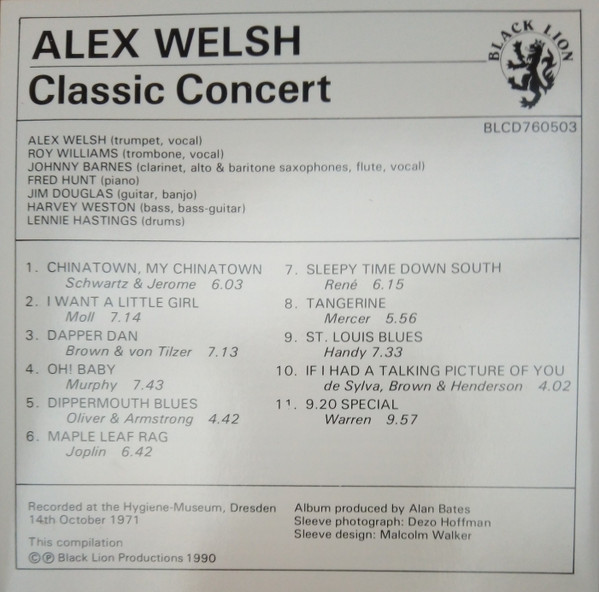 ALEX WELSH
Classic Concert
BLACK LION
BLCD760503
ALEX WELSH (trumpet, vocal)
ROY WILLIAMS (trombone, vocal)
JOHNNY BARNES (clarinet, alto & baritone saxophones, flute, vocal)
FRED HUNT (piano)
JIM DOUGLAS (guitar, banjo)
HARVEY WESTON (bass, bass-guitar)
LENNIE HASTINGS (drums)
1. CHINATOWN, MY CHINATOWN
Schwartz & Jerome 6.03
2. I WANT A LITTLE GIRL
Moll 7.14
3. DAPPER DAN
Brown & von Tilzer 7.13
4. OH! BABY
Murphy 7.43
5. DIPPERMOUTH BLUES
Oliver & Armstrong 4.42
6. MAPLE LEAF RAG
Joplin 6.42
7. SLEEPY TIME DOWN SOUTH
René 6.15
8. TANGERINE
Mercer 5.56
9. ST. LOUIS BLUES
Handy 7.33
10. IF I HAD A TALKING PICTURE OF YOU
de Sylva, Brown & Henderson 4.02
11. 9.20 SPECIAL
Warren 9.57
Recorded at the Hygiene-Museum, Dresden
14th October 1971
This compilation
©℗ Black Lion Productions 1990
Album produced by Alan Bates
Sleeve photograph: Dezo Hoffman
Sleeve design: Malcolm Walker